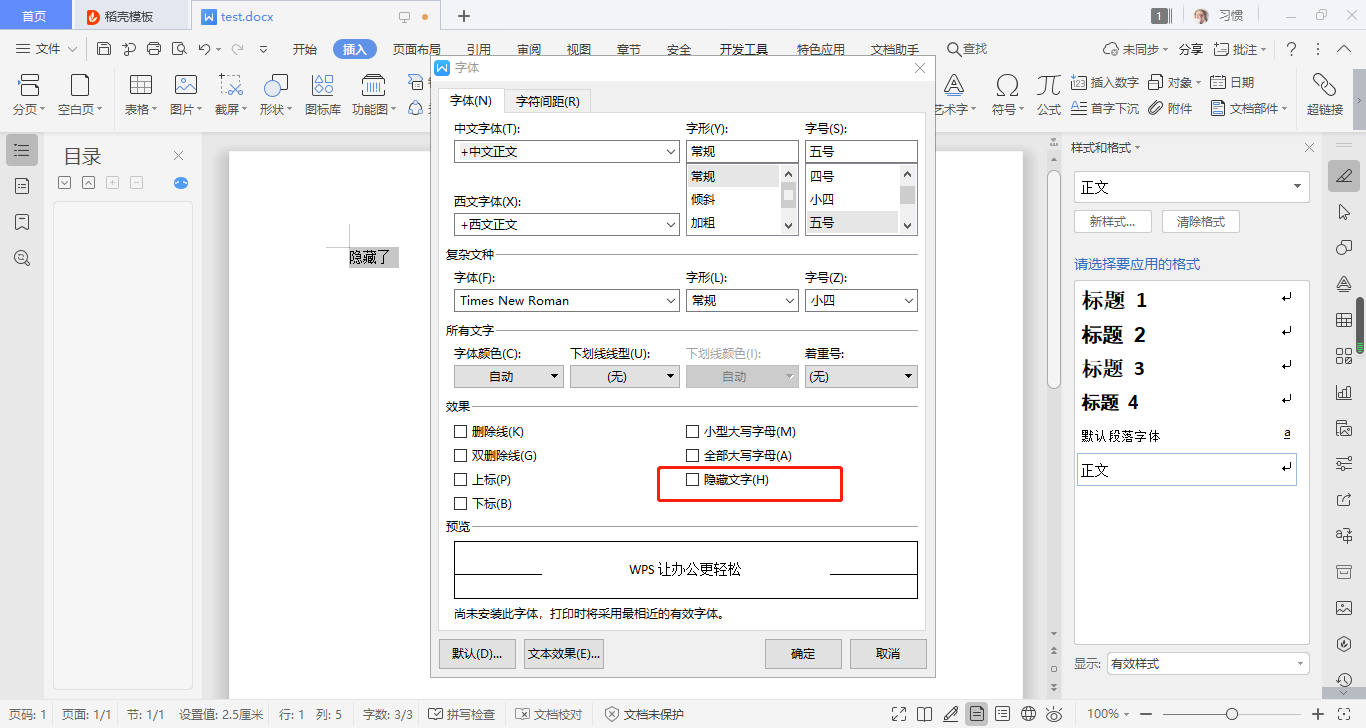 首页 稻壳模板 test.docx 1 习惯
文件 开始 插入 页面布局 引用 审阅 视图 章节 安全 开发工具 特色应用 文档助手 查找 未同步 分享 批注
分页 空白页 表格 图片 截屏 形状 图标库 功能图 艺术字 符号 公式 插入数字 首字下沉 对象 附件 日期 文档部件 超链接
目录
隐藏了
字体
字体(N) 字符间距(R)
中文字体(T): 字形(Y): 字号(S):
+中文正文 常规 五号
常规 四号
倾斜 小四
加粗 五号
西文字体(X):
+西文正文
复杂文种
字体(F): 字形(L): 字号(Z):
Times New Roman 常规 小四
所有文字
字体颜色(C): 下划线线型(U): 下划线颜色(I): 着重号:
自动 (无) 自动 (无)
效果
删除线(K) 小型大写字母(M)
双删除线(G) 全部大写字母(A)
上标(P) 隐藏文字(H)
下标(B)
预览
WPS 让办公更轻松
尚未安装此字体，打印时将采用最相近的有效字体。
默认(D)... 文本效果(E)... 确定 取消
样式和格式
正文
新样式... 清除格式
请选择要应用的格式
标题 1
标题 2
标题 3
标题 4
默认段落字体 a
正文
显示: 有效样式
页码: 1 页面: 1/1 节: 1/1 设置值: 2.5厘米 行: 1 列: 5 字数: 3/3 拼写检查 文档校对 文档未保护 100%